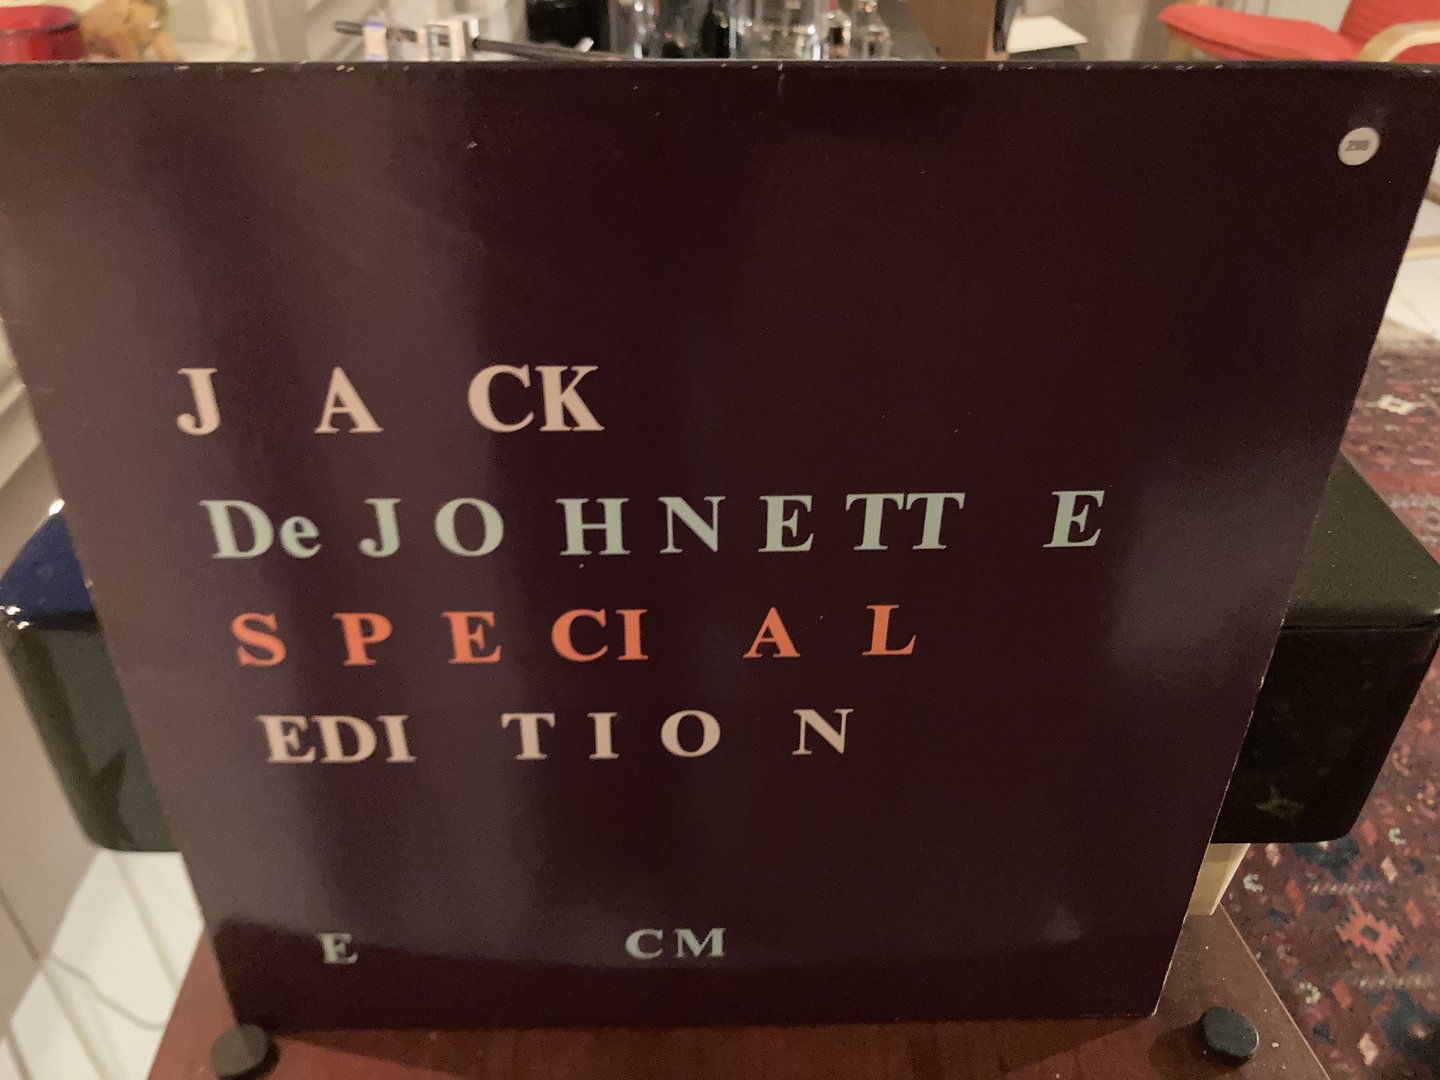 JACK
DeJOHNETTE
SPECIAL
EDITION
ECM